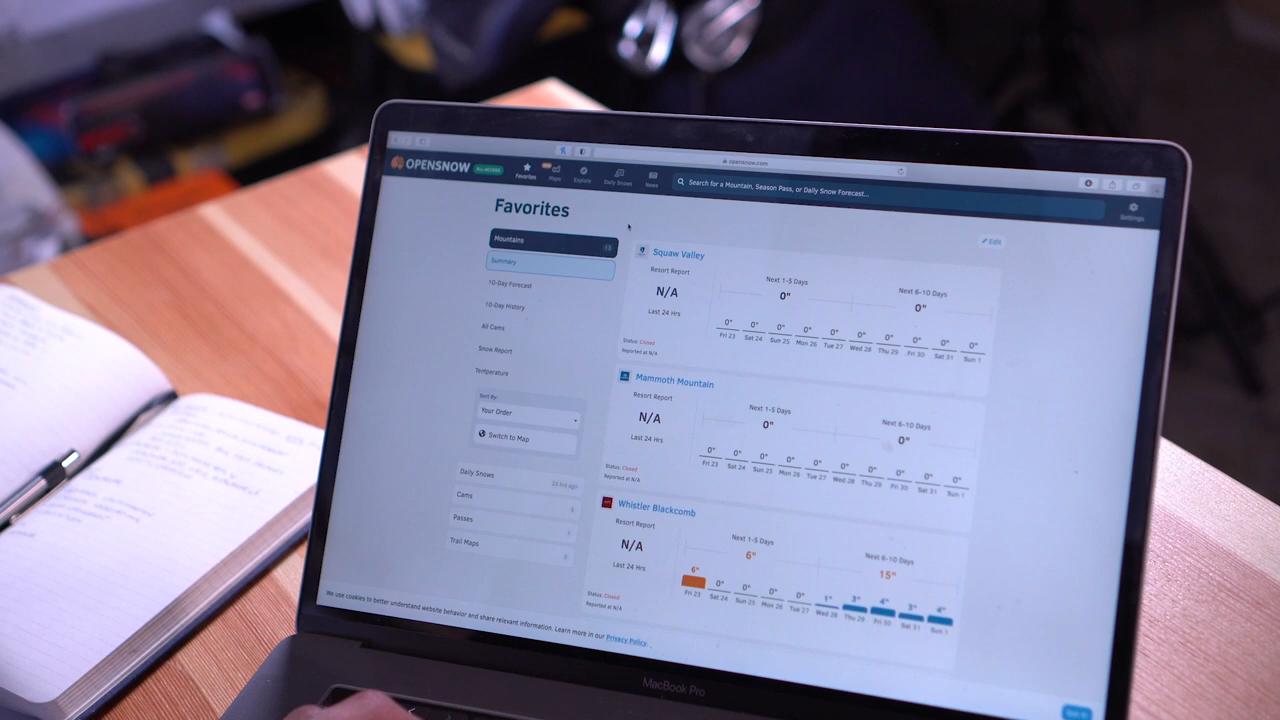 opensnow.com
OPENSNOW
ALL-ACCESS
Favorites
Maps
Explore
Daily Snows
News
Search for a Mountain, Season Pass, or Daily Snow Forecast...
Settings
Favorites
Edit
Mountains
Summary
10-Day Forecast
10-Day History
All Cams
Snow Report
Temperature
Sort By:
Your Order
Switch to Map
Daily Snows
Cams
Passes
Trail Maps
Squaw Valley
Resort Report
N/A
Last 24 Hrs
Status: Closed
Reported at N/A
Next 1-5 Days
0"
Next 6-10 Days
0"
0" 0" 0" 0" 0" 0" 0" 0" 0" 0"
Fri 23 Sat 24 Sun 25 Mon 26 Tue 27 Wed 28 Thu 29 Fri 30 Sat 31 Sun 1
Mammoth Mountain
Resort Report
N/A
Last 24 Hrs
Status: Closed
Reported at N/A
Next 1-5 Days
0"
Next 6-10 Days
0"
0" 0" 0" 0" 0" 0" 0" 0" 0" 0"
Fri 23 Sat 24 Sun 25 Mon 26 Tue 27 Wed 28 Thu 29 Fri 30 Sat 31 Sun 1
Whistler Blackcomb
Resort Report
N/A
Last 24 Hrs
Status: Closed
Reported at N/A
Next 1-5 Days
6"
Next 6-10 Days
15"
6" 0" 0" 0" 0" 1" 3" 4" 3" 4"
Fri 23 Sat 24 Sun 25 Mon 26 Tue 27 Wed 28 Thu 29 Fri 30 Sat 31 Sun 1
We use cookies to better understand website behavior and share relevant information. Learn more in our Privacy Policy.
MacBook Pro